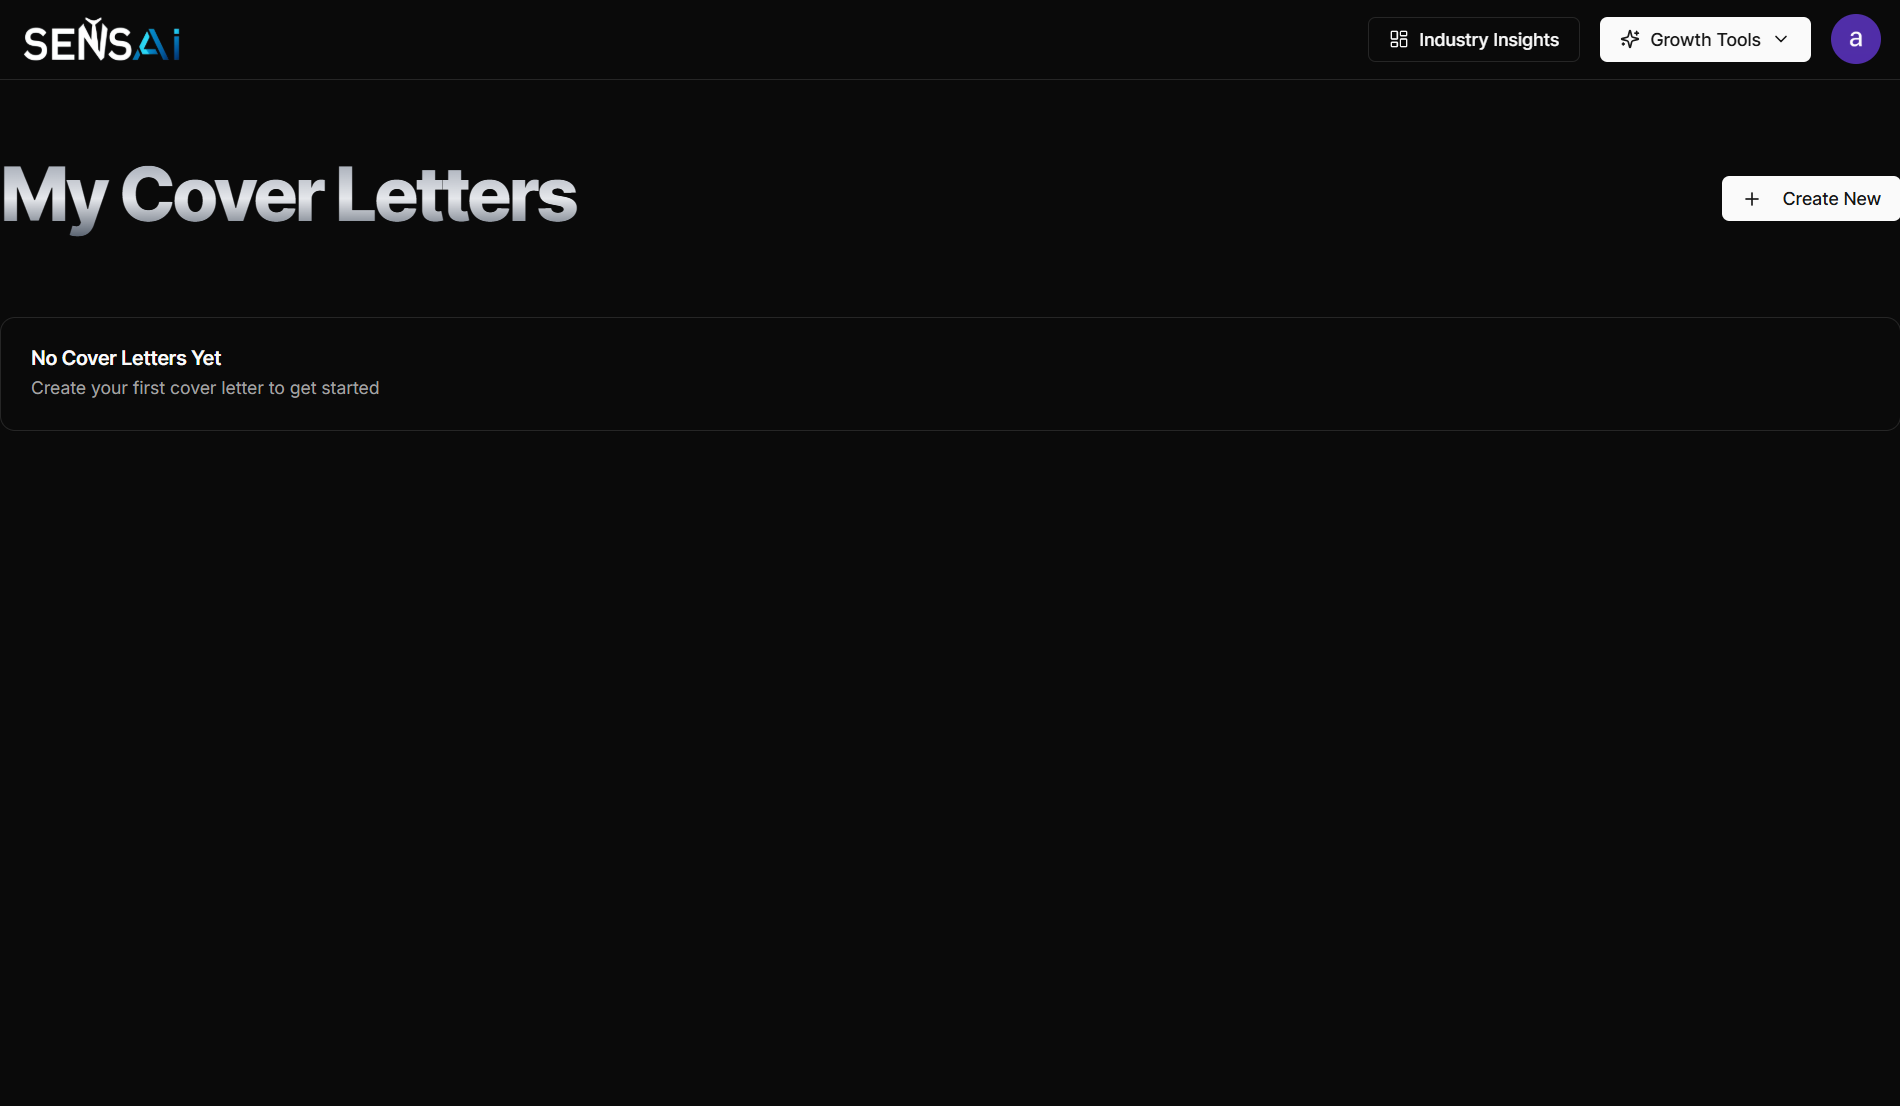 SENSAi
Industry Insights
Growth Tools
a
My Cover Letters
Create New
No Cover Letters Yet
Create your first cover letter to get started